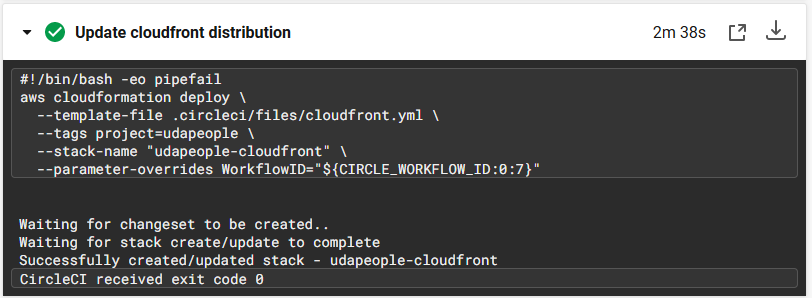 Update cloudfront distribution 2m 38s
#!/bin/bash -eo pipefail
aws cloudformation deploy \
  --template-file .circleci/files/cloudfront.yml \
  --tags project=udapeople \
  --stack-name "udapeople-cloudfront" \
  --parameter-overrides WorkflowID="${CIRCLE_WORKFLOW_ID:0:7}"
Waiting for changeset to be created..
Waiting for stack create/update to complete
Successfully created/updated stack - udapeople-cloudfront
CircleCI received exit code 0